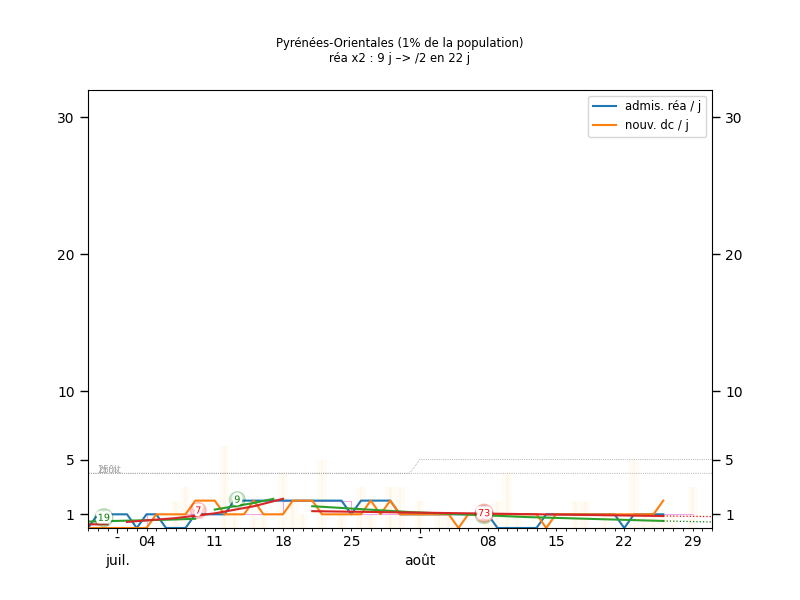 Pyrénées-Orientales (1% de la population)
réa x2 : 9 j –> /2 en 22 j
admis. réa / j
nouv. dc / j
30 30
20 20
10 10
5 5
1 1
19 7 9 73
- 04 11 18 25 - 08 15 22 29
juil. août